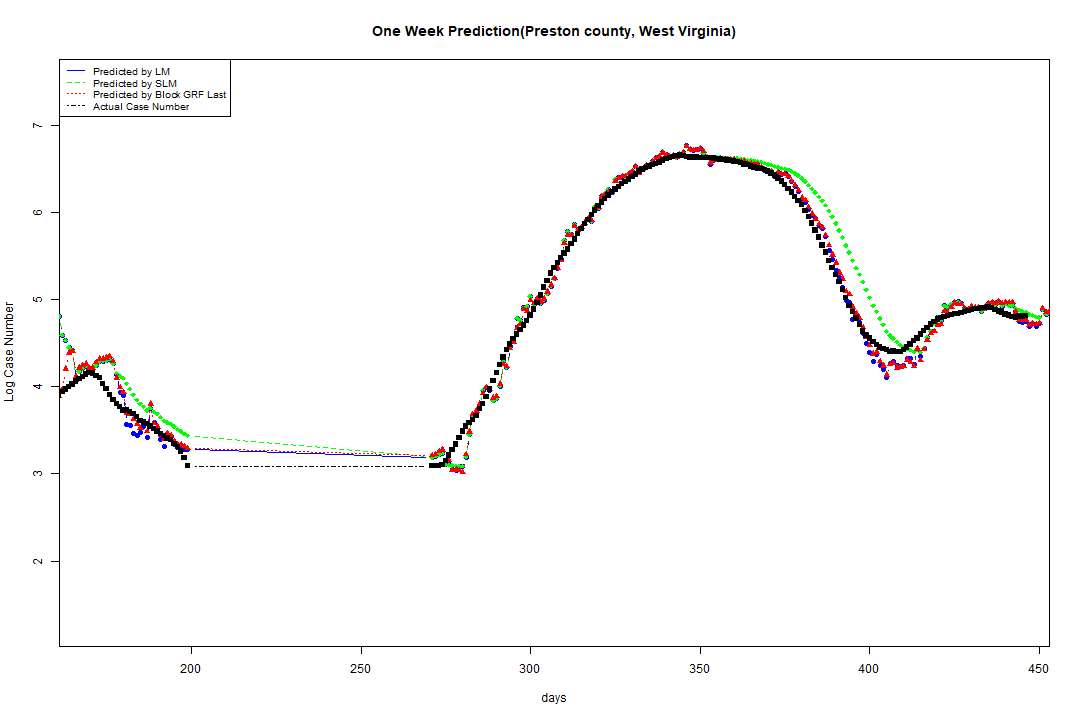 One Week Prediction(Preston county, West Virginia)
Predicted by LM
Predicted by SLM
Predicted by Block GRF Last
Actual Case Number
7
6
5
4
3
2
Log Case Number
200
300
350
400
450
250
days